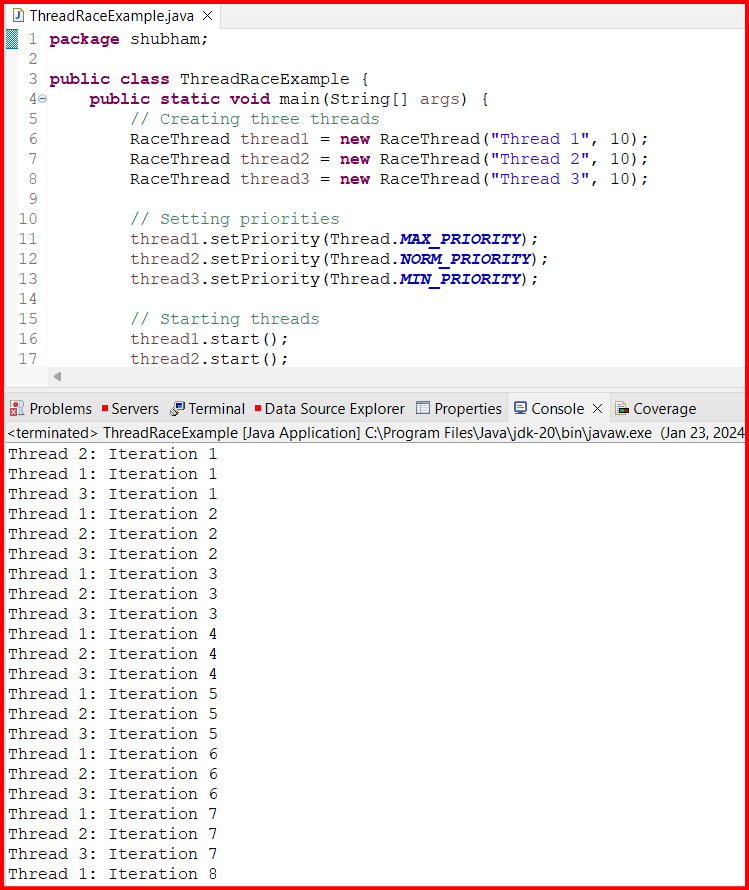 ThreadRaceExample.java
1 package shubham;
2
3 public class ThreadRaceExample {
4 public static void main(String[] args) {
5 // Creating three threads
6 RaceThread thread1 = new RaceThread("Thread 1", 10);
7 RaceThread thread2 = new RaceThread("Thread 2", 10);
8 RaceThread thread3 = new RaceThread("Thread 3", 10);
9
10 // Setting priorities
11 thread1.setPriority(Thread.MAX_PRIORITY);
12 thread2.setPriority(Thread.NORM_PRIORITY);
13 thread3.setPriority(Thread.MIN_PRIORITY);
14
15 // Starting threads
16 thread1.start();
17 thread2.start();
Problems Servers Terminal Data Source Explorer Properties Console Coverage
<terminated> ThreadRaceExample [Java Application] C:\Program Files\Java\jdk-20\bin\javaw.exe (Jan 23, 2024
Thread 2: Iteration 1
Thread 1: Iteration 1
Thread 3: Iteration 1
Thread 1: Iteration 2
Thread 2: Iteration 2
Thread 3: Iteration 2
Thread 1: Iteration 3
Thread 2: Iteration 3
Thread 3: Iteration 3
Thread 1: Iteration 4
Thread 2: Iteration 4
Thread 3: Iteration 4
Thread 1: Iteration 5
Thread 2: Iteration 5
Thread 3: Iteration 5
Thread 1: Iteration 6
Thread 2: Iteration 6
Thread 3: Iteration 6
Thread 1: Iteration 7
Thread 2: Iteration 7
Thread 3: Iteration 7
Thread 1: Iteration 8